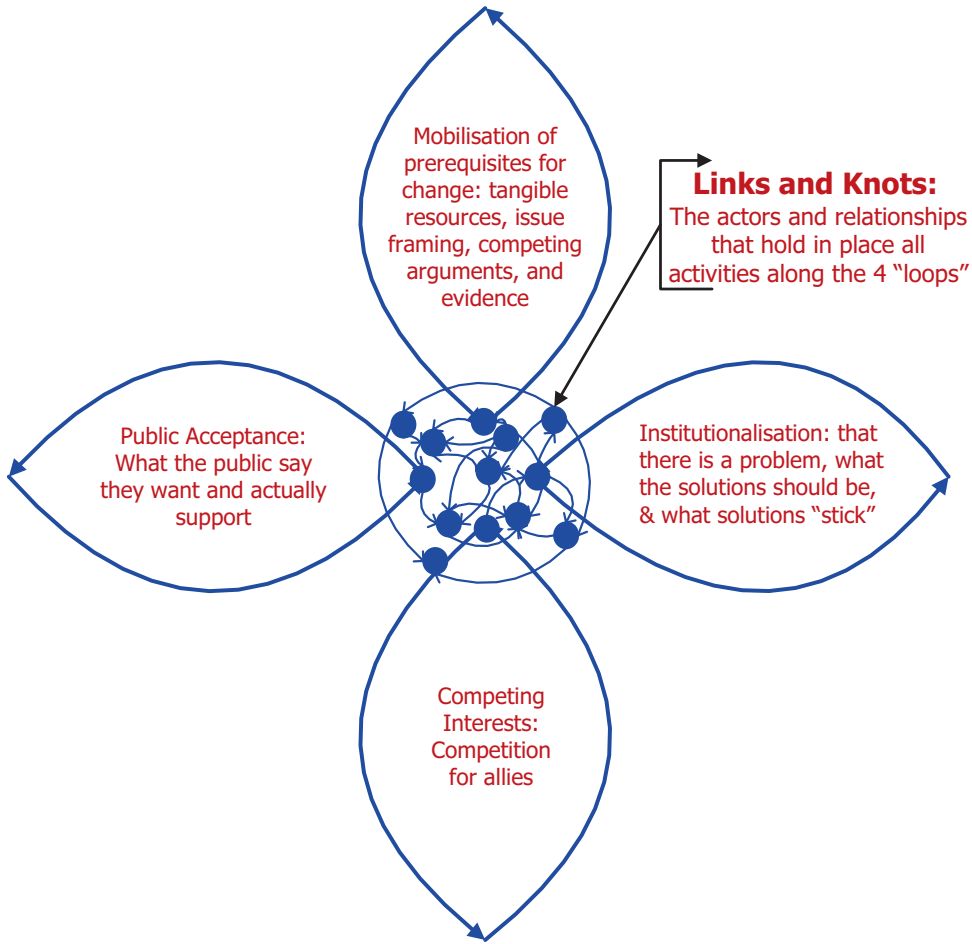 Mobilisation of
prerequisites for
change: tangible
resources, issue
framing, competing
arguments, and
evidence
Links and Knots:
The actors and relationships
that hold in place all
activities along the 4 “loops”
Public Acceptance:
What the public say
they want and actually
support
Institutionalisation: that
there is a problem, what
the solutions should be,
& what solutions “stick”
Competing
Interests:
Competition
for allies